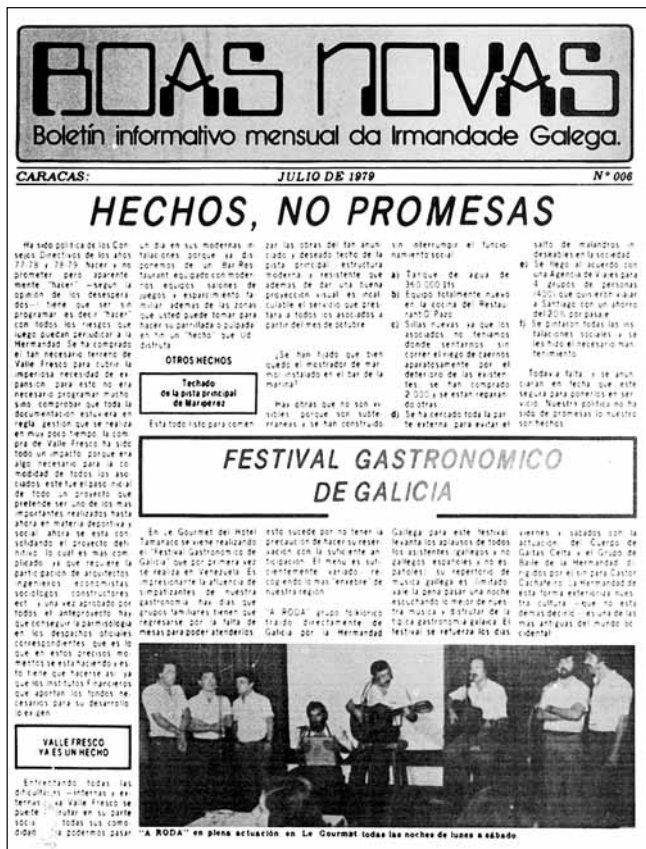 BOAS NOVAS
Boletín informativo mensual da Irmandade Galega.
CARACAS:
JULIO DE 1979
Nº 006
HECHOS, NO PROMESAS
Ha sido política de los Con-
sejos Directivos de los años
77-78 y 78-79 hacer y no
prometer pero aparente
mente "hacer" —según la
opinión de los desespera
dos—! tiene que ser sin
programar es decir "hacer"
con todos los riesgos que
luego puedan perjudicar a la
Hermandad. Se ha comprado
el tan necesario terreno de
Valle Fresco para cubrir la
imperiosa necesidad de ex-
pansión para esto no era
necesario programar mucho
sino comprobar que toda la
documentación estuviera en
regla gestión que se realiza
en muy poco tiempo, la com-
pra de Valle Fresco ha sido
todo un impacto porque era
algo necesario para la co-
modidad de todos los aso-
ciados este fue el paso inicial
de todo un proyecto que
pretende ser uno de los más
importantes realizados hasta
ahora en materia deportiva y
social ahora se está con-
solidando el proyecto defi-
nitivo lo cual es más com-
plicado ya que requiere la
participación de arquitectos
ingenieros economistas
sociólogos constructores
ect y una vez aprobado por
todos el anteproyecto hay
que conseguir la permisología
en los despachos oficiales
correspondientes que es lo
que en estos precisos mo-
mentos se está haciendo y es-
to tiene que hacerse así ya
que los Institutos Financieros
que aportan los fondos ne-
cesarios para su desarrollo
lo exigen
VALLE FRESCO
YA ES UN HECHO
Enfrentando todas las
dificultades —internas y ex-
ternas ya Valle Fresco se
puede disfrutar en su parte
social todas sus como-
didad ya podemos pasar
un día en sus modernas ins-
talaciones porque ya dis-
ponemos de un Bar-Res
taurant equipado con moder-
nos equipos salones de
juegos y esparcimiento fa
miliar además de las zonas
que usted puede tomar para
hacer su parrillada o pulpada
en fin un "hecho" que Ud.
disfruta
OTROS HECHOS
Techado
de la pista principal
de Maripérez
Esta todo listo para comen
zar las obras del tan anunci
ado y deseado techo de la
pista principal estructura
moderna y resistente que
además de dar una buena
proyección visual es incal-
culable el servicio que pres
tara a todos los asociados a
partir del mes de octubre
¿Se han fijado que bien
quedo el mostrador de mar-
mol instalado en el bar de la
marina?
Hay obras que no son vi-
sibles porque son subte-
rraneas y se han construido
sin interrumpir el funcio-
namiento social
a) Tanque de agua de
360.000 lts
b) Equipo totalmente nuevo
en la cocina del Restau-
rant O'Pazo
c) Sillas nuevas ya que los
asociados no teníamos
donde sentarnos sin
correr el riesgo de caernos
aparatosamente por el
deterioro de las existen-
tes se han comprado
2.000 y se están reparan-
do otras
d) Se ha cercado toda la par-
te externa para evitar el
salto de malandros in
deseables en la sociedad
e) Se llegó al acuerdo con
una Agencia de Viajes para
4 grupos de personas
(400) que quisieron viajar
a Santiago con un ahorro
del 20% por pasaje
f) Se pintaron todas las ins-
talaciones sociales y se
les hizo el necesario man
tenimiento
Todavía falta y se anun-
ciaran en fecha que este
segura para ponerlos en ser-
vicio Nuestra política no ha
sido de promesas lo nuestro
son hechos
FESTIVAL GASTRONOMICO
DE GALICIA
En Le Gourmet del Hotel
Tamanaco se viene realizando
el "Festival Gastronómico de
Galicia" que por primera vez
se realiza en Venezuela. Es
impresionante la afluencia de
simpatizantes de nuestra
gastronomía hay días que
grupos familiares tienen que
regresarse por la falta de
mesas para poder atenderlos
esto sucede por no tener la
precaución de hacer su reser-
vación con la suficiente an-
ticipación. El menú es sufi-
cientemente variado re-
cogiendo lo más "enxebre" de
nuestra región
"A RODA" grupo folklórico
traído directamente de
Galicia por la Hermandad
Gallega para este festival
levanta los aplausos de todos
los asistentes (gallegos y no
gallegos españoles y no es-
pañoles) su repertorio de
musica gallega es ilimitado
vale la pena pasar una noche
escuchando lo mejor de nues-
tra musica y disfrutar de la
típica gastronomía galaica El
festival se refuerza los días
viernes y sábados con la
actuación del Cuerpo de
Gaitas Celta y el Grupo de
Baile de la Hermandad di-
rigidos por el sin par Castor
Cachafeiro. La Hermandad de
esta forma exterioriza nues-
tra cultura —que no esta
demás decirlo— es una de las
más antiguas del mundo oc-
cidental
"A RODA" en plena actuación en Le Gourmet todas las noches de lunes a sábado.